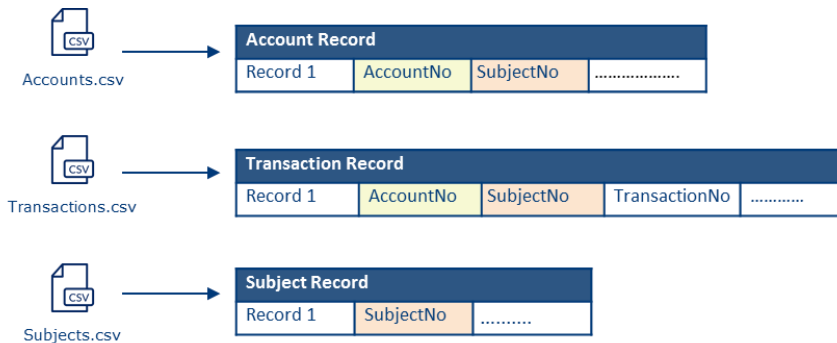 CSV
Accounts.csv
Account Record
Record 1 AccountNo SubjectNo ...................
CSV
Transactions.csv
Transaction Record
Record 1 AccountNo SubjectNo TransactionNo ............
CSV
Subjects.csv
Subject Record
Record 1 SubjectNo ..........